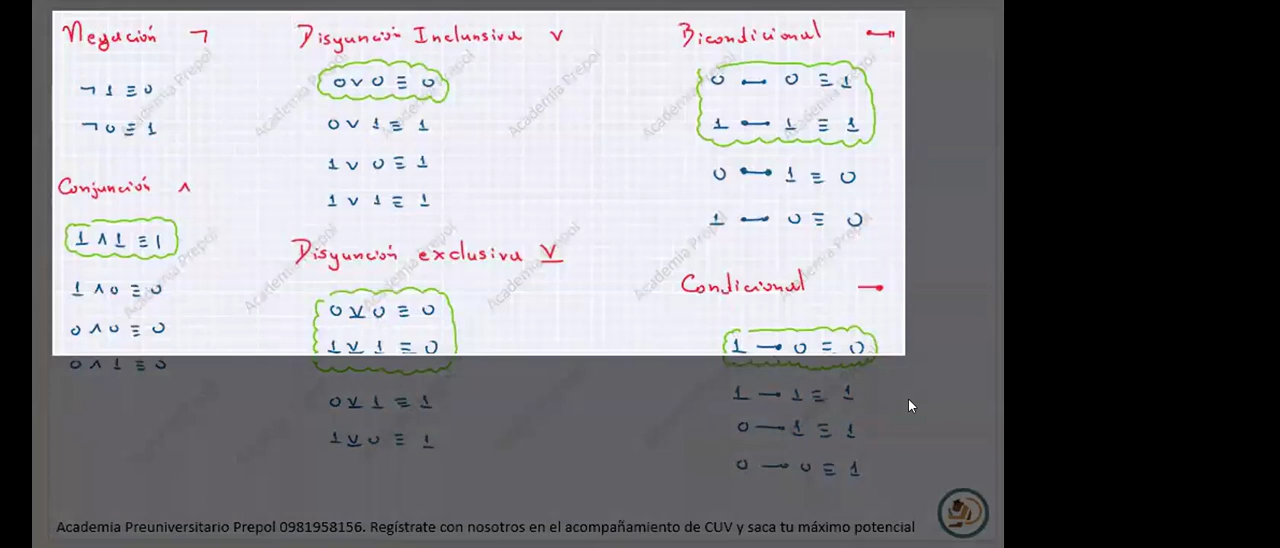 Negación ¬
¬ 1 ≡ 0
¬ 0 ≡ 1
Conjunción ∧
1 ∧ 1 ≡ 1
1 ∧ 0 ≡ 0
0 ∧ 0 ≡ 0
0 ∧ 1 ≡ 0
Disyunción Inclunsiva ∨
0 ∨ 0 ≡ 0
0 ∨ 1 ≡ 1
1 ∨ 0 ≡ 1
1 ∨ 1 ≡ 1
Disyunción exclusiva ⊻
0 ⊻ 0 ≡ 0
1 ⊻ 1 ≡ 0
0 ⊻ 1 ≡ 1
1 ⊻ 0 ≡ 1
Bicondicional ↔
0 ↔ 0 ≡ 1
1 ↔ 1 ≡ 1
0 ↔ 1 ≡ 0
1 ↔ 0 ≡ 0
Condicional →
1 → 0 ≡ 0
1 → 1 ≡ 1
0 → 1 ≡ 1
0 → 0 ≡ 1
Academia Prepol
Academia Preuniversitario Prepol 0981958156. Regístrate con nosotros en el acompañamiento de CUV y saca tu máximo potencial